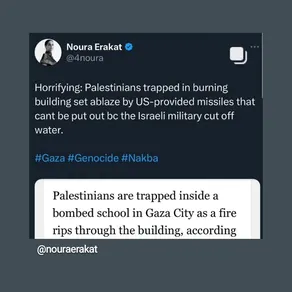 Noura Erakat
@4noura
Horrifying: Palestinians trapped in burning
building set ablaze by US-provided missiles that
cant be put out bc the Israeli military cut off
water.
#Gaza #Genocide #Nakba
Palestinians are trapped inside a
bombed school in Gaza City as a fire
rips through the building, according
@nouraerakat